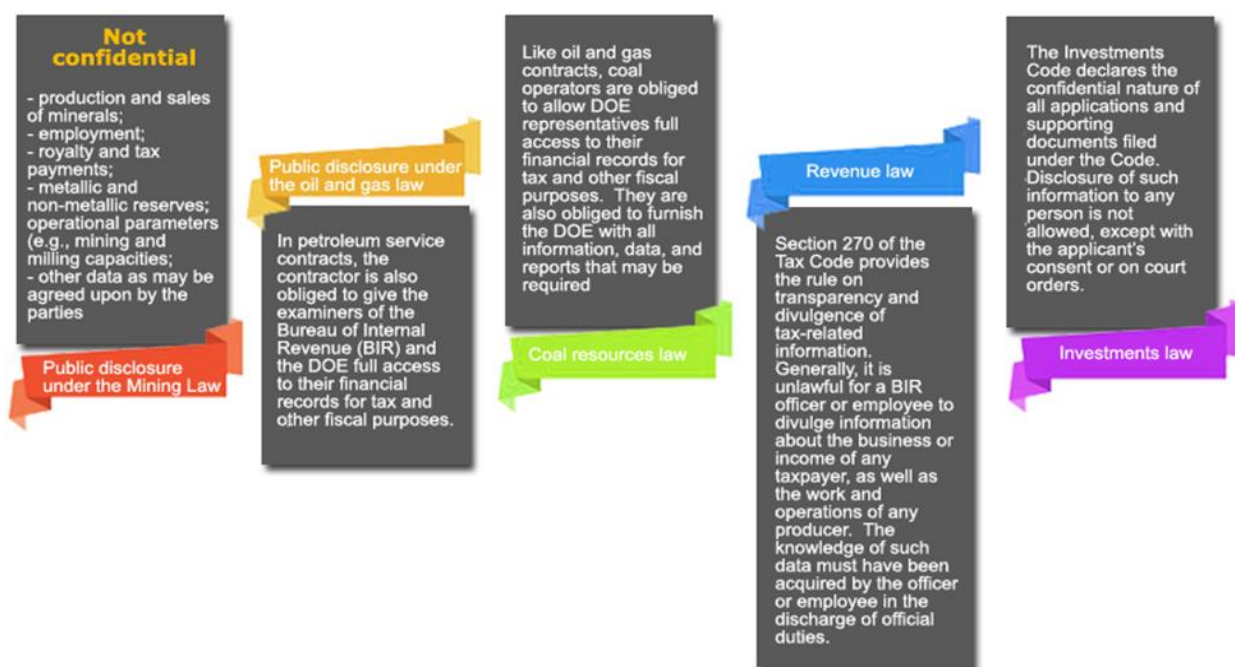 Not
confidential
- production and sales
of minerals;
- employment;
- royalty and tax
payments;
- metallic and
non-metallic reserves;
operational parameters
(e.g., mining and
milling capacities;
- other data as may be
agreed upon by the
parties
Public disclosure
under the Mining Law
Public disclosure under
the oil and gas law
In petroleum service
contracts, the
contractor is also
obliged to give the
examiners of the
Bureau of Internal
Revenue (BIR) and
the DOE full access
to their financial
records for tax and
other fiscal purposes.
Like oil and gas
contracts, coal
operators are obliged
to allow DOE
representatives full
access to their
financial records for
tax and other fiscal
purposes. They are
also obliged to furnish
the DOE with all
information, data, and
reports that may be
required
Coal resources law
Revenue law
Section 270 of the
Tax Code provides
the rule on
transparency and
divulgence of
tax-related
information.
Generally, it is
unlawful for a BIR
officer or employee to
divulge information
about the business or
income of any
taxpayer, as well as
the work and
operations of any
producer. The
knowledge of such
data must have been
acquired by the officer
or employee in the
discharge of official
duties.
The Investments
Code declares the
confidential nature of
all applications and
supporting
documents filed
under the Code.
Disclosure of such
information to any
person is not
allowed, except with
the applicant's
consent or on court
orders.
Investments law